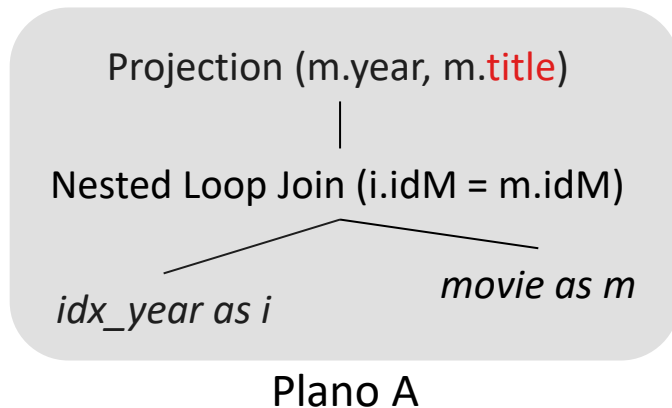 Projection (m.year, m.title)
Nested Loop Join (i.idM = m.idM)
idx_year as i
movie as m
Plano A